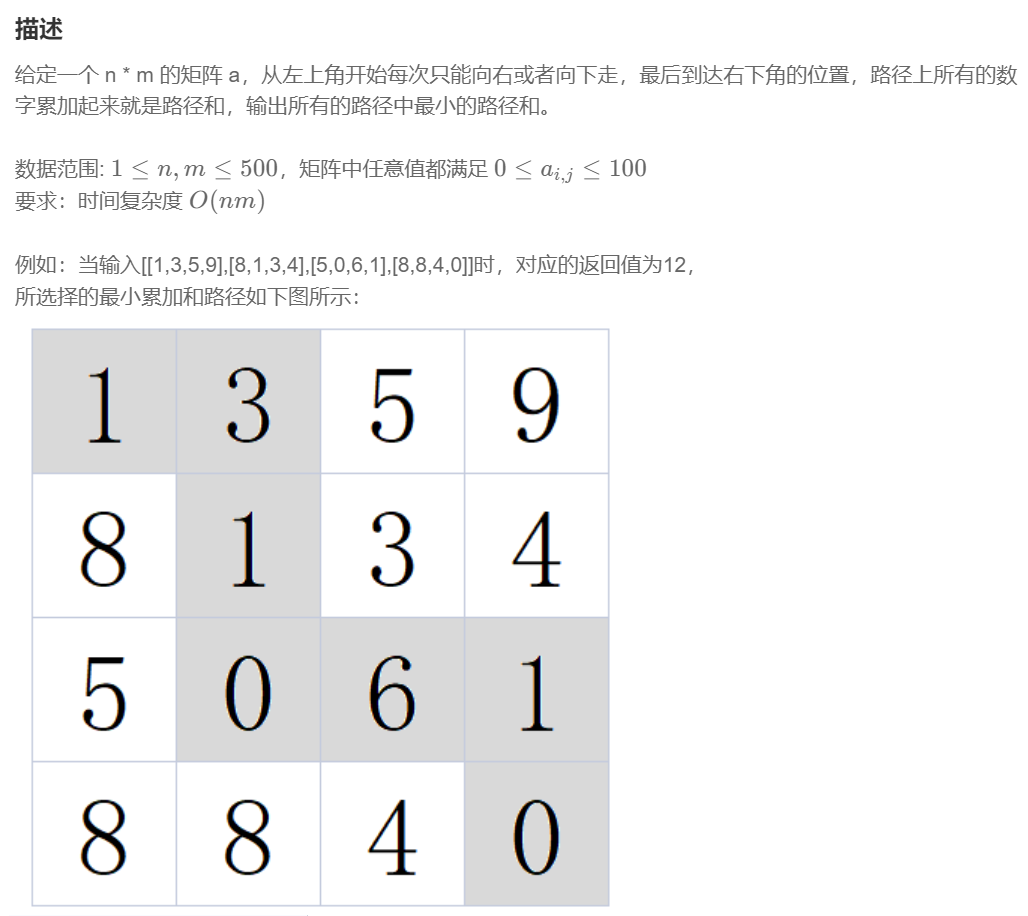 描述
给定一个 n * m 的矩阵 a，从左上角开始每次只能向右或者向下走，最后到达右下角的位置，路径上所有的数
字累加起来就是路径和，输出所有的路径中最小的路径和。
数据范围: 1 ≤ n, m ≤ 500，矩阵中任意值都满足 0 ≤ a_{i,j} ≤ 100
要求：时间复杂度 O(nm)
例如：当输入[[1,3,5,9],[8,1,3,4],[5,0,6,1],[8,8,4,0]]时，对应的返回值为12，
所选择的最小累加和路径如下图所示：
1 3 5 9
8 1 3 4
5 0 6 1
8 8 4 0